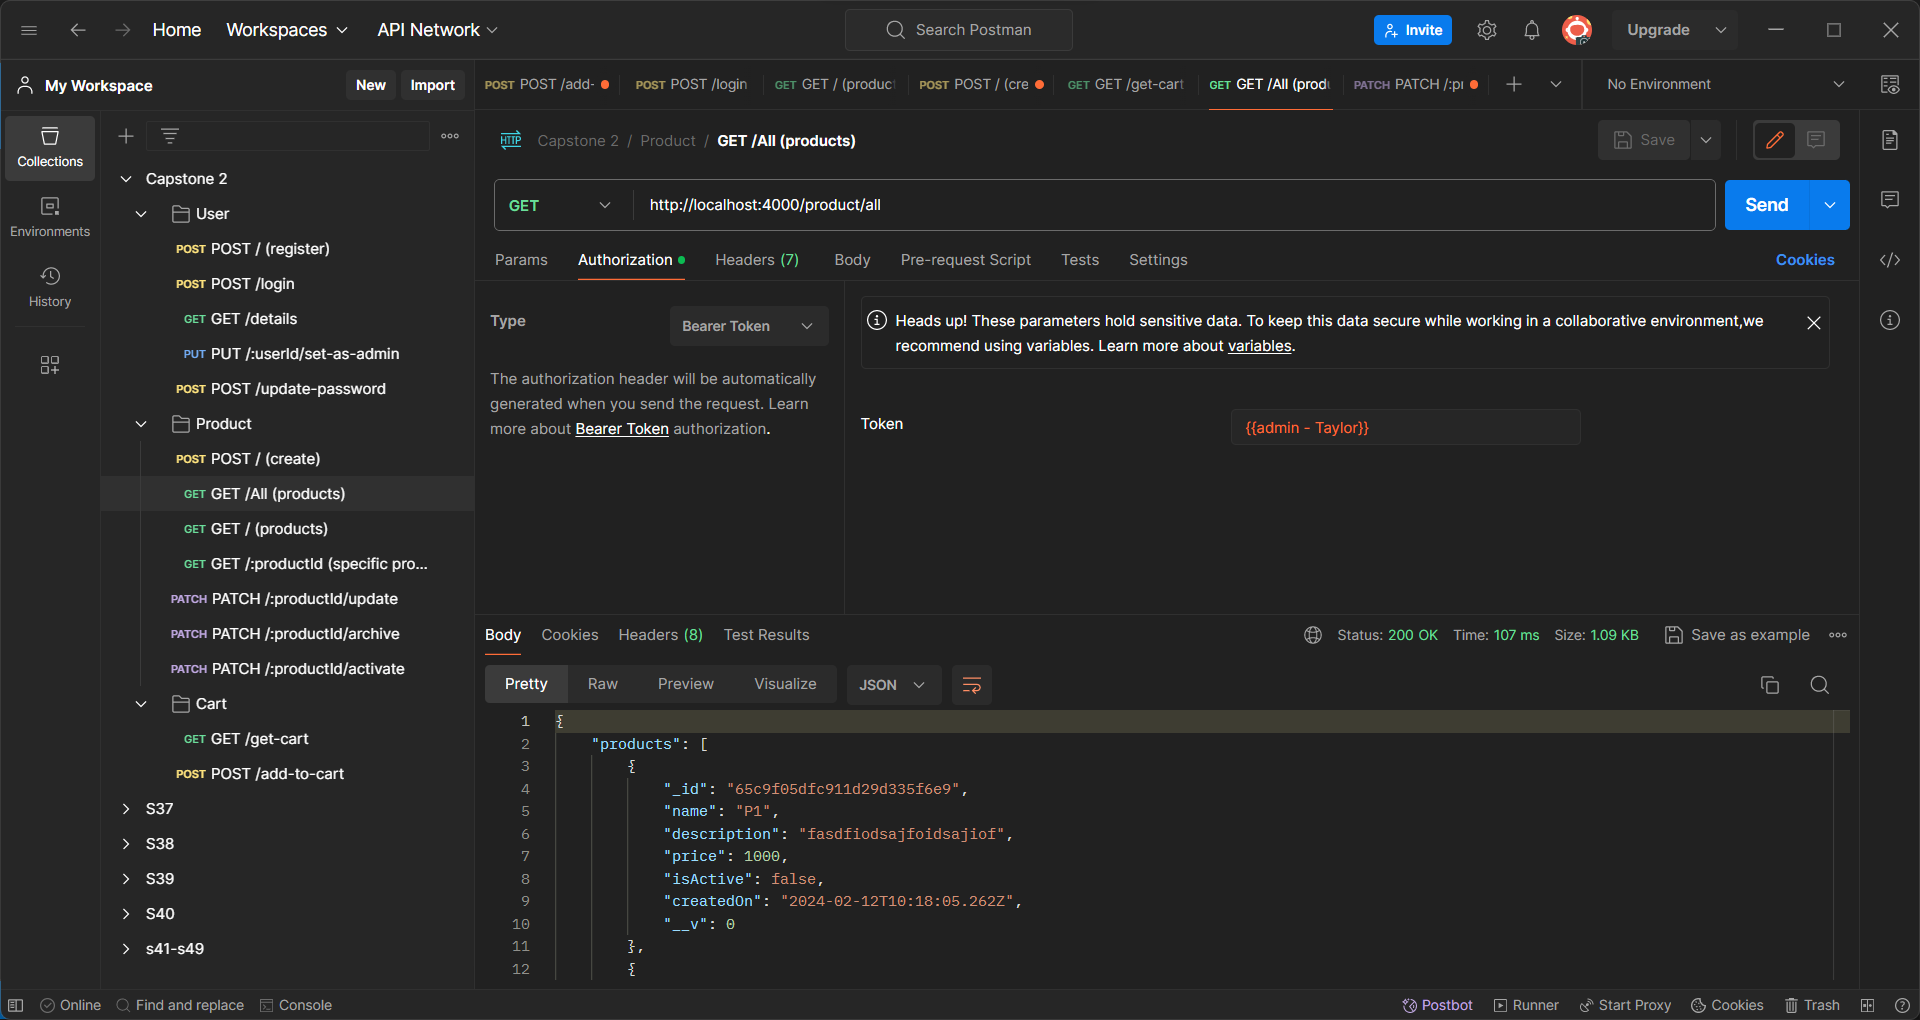 Home Workspaces API Network Search Postman Invite Upgrade
My Workspace New Import
POST POST /add- POST POST /login GET GET / (product POST POST / (cre GET GET /get-cart GET GET /All (prod PATCH PATCH /:pr No Environment
Collections
Environments
History
Capstone 2
User
POST POST / (register)
POST POST /login
GET GET /details
PUT PUT /:userId/set-as-admin
POST POST /update-password
Product
POST POST / (create)
GET GET /All (products)
GET GET / (products)
GET GET /:productId (specific pro...
PATCH PATCH /:productId/update
PATCH PATCH /:productId/archive
PATCH PATCH /:productId/activate
Cart
GET GET /get-cart
POST POST /add-to-cart
S37
S38
S39
S40
s41-s49
HTTP Capstone 2 / Product / GET /All (products) Save
GET http://localhost:4000/product/all Send
Params Authorization Headers (7) Body Pre-request Script Tests Settings Cookies
Type Bearer Token
The authorization header will be automatically
generated when you send the request. Learn
more about Bearer Token authorization.
Heads up! These parameters hold sensitive data. To keep this data secure while working in a collaborative environment,we
recommend using variables. Learn more about variables.
Token {{admin - Taylor}}
Body Cookies Headers (8) Test Results Status: 200 OK Time: 107 ms Size: 1.09 KB Save as example
Pretty Raw Preview Visualize JSON
1 {
2 "products": [
3 {
4 "_id": "65c9f05dfc911d29d335f6e9",
5 "name": "P1",
6 "description": "fasdfiodsajfoidsajiof",
7 "price": 1000,
8 "isActive": false,
9 "createdOn": "2024-02-12T10:18:05.262Z",
10 "__v": 0
11 },
12 {
Online Find and replace Console Postbot Runner Start Proxy Cookies Trash